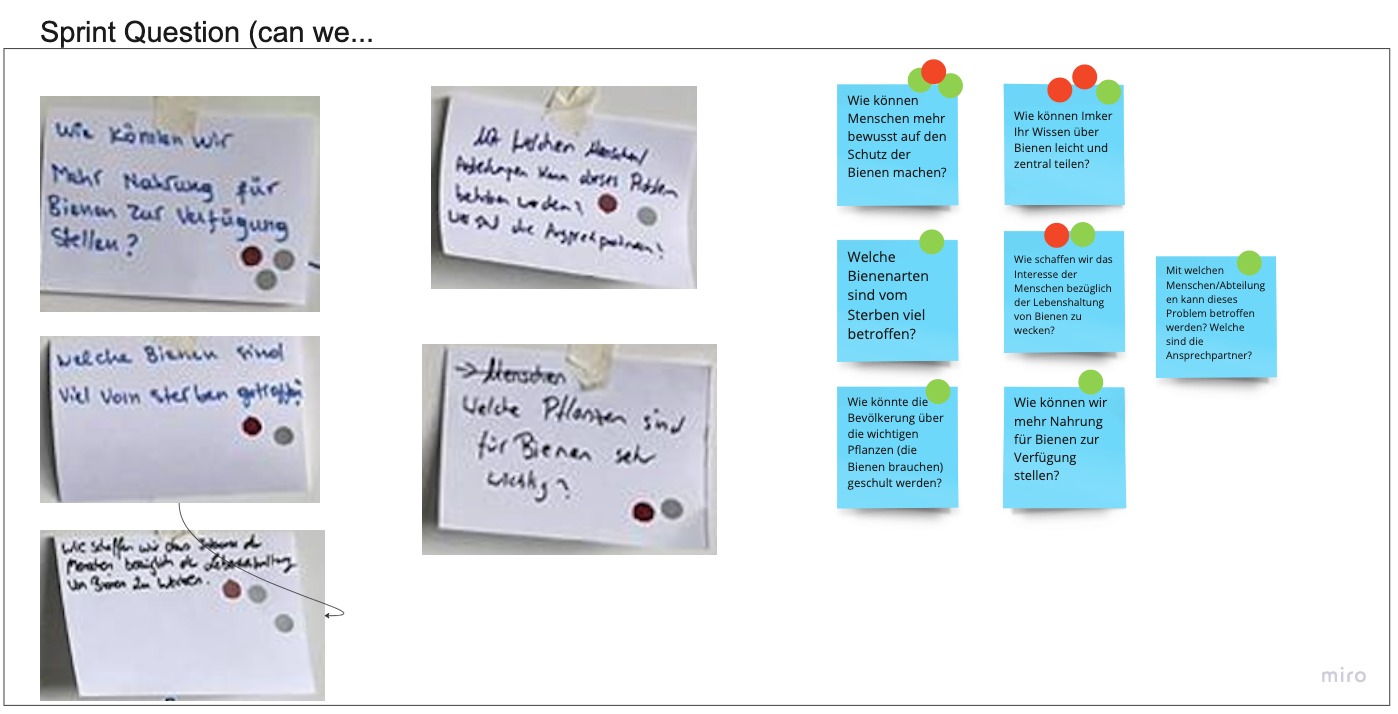 Sprint Question (can we...
Wie können wir
Mehr Nahrung für
Bienen zur Verfügung
stellen?
welche Bienen sind
viel vom sterben getroffen?
Wie schaffen wir das Interesse der
Menschen bezüglich der Lebenshaltung
von Bienen zu wecken.
Mit welchen Menschen/
Abteilungen kann dieses Problem
betroffen werden?
Wo sind die Ansprechpartner?
→ Menschen
Welche Pflanzen sind
für Bienen sehr
wichtig?
Wie können
Menschen mehr
bewusst auf den
Schutz der
Bienen machen?
Wie können Imker
Ihr Wissen über
Bienen leicht und
zentral teilen?
Welche
Bienenarten
sind vom
Sterben viel
betroffen?
Wie schaffen wir das
Interesse der
Menschen bezüglich
der Lebenshaltung
von Bienen zu
wecken?
Mit welchen
Menschen/Abteilung
en kann dieses
Problem betroffen
werden? Welche
sind die
Ansprechpartner?
Wie könnte die
Bevölkerung über
die wichtigen
Pflanzen (die
Bienen brauchen)
geschult werden?
Wie können wir
mehr Nahrung
für Bienen zur
Verfügung
stellen?
miro